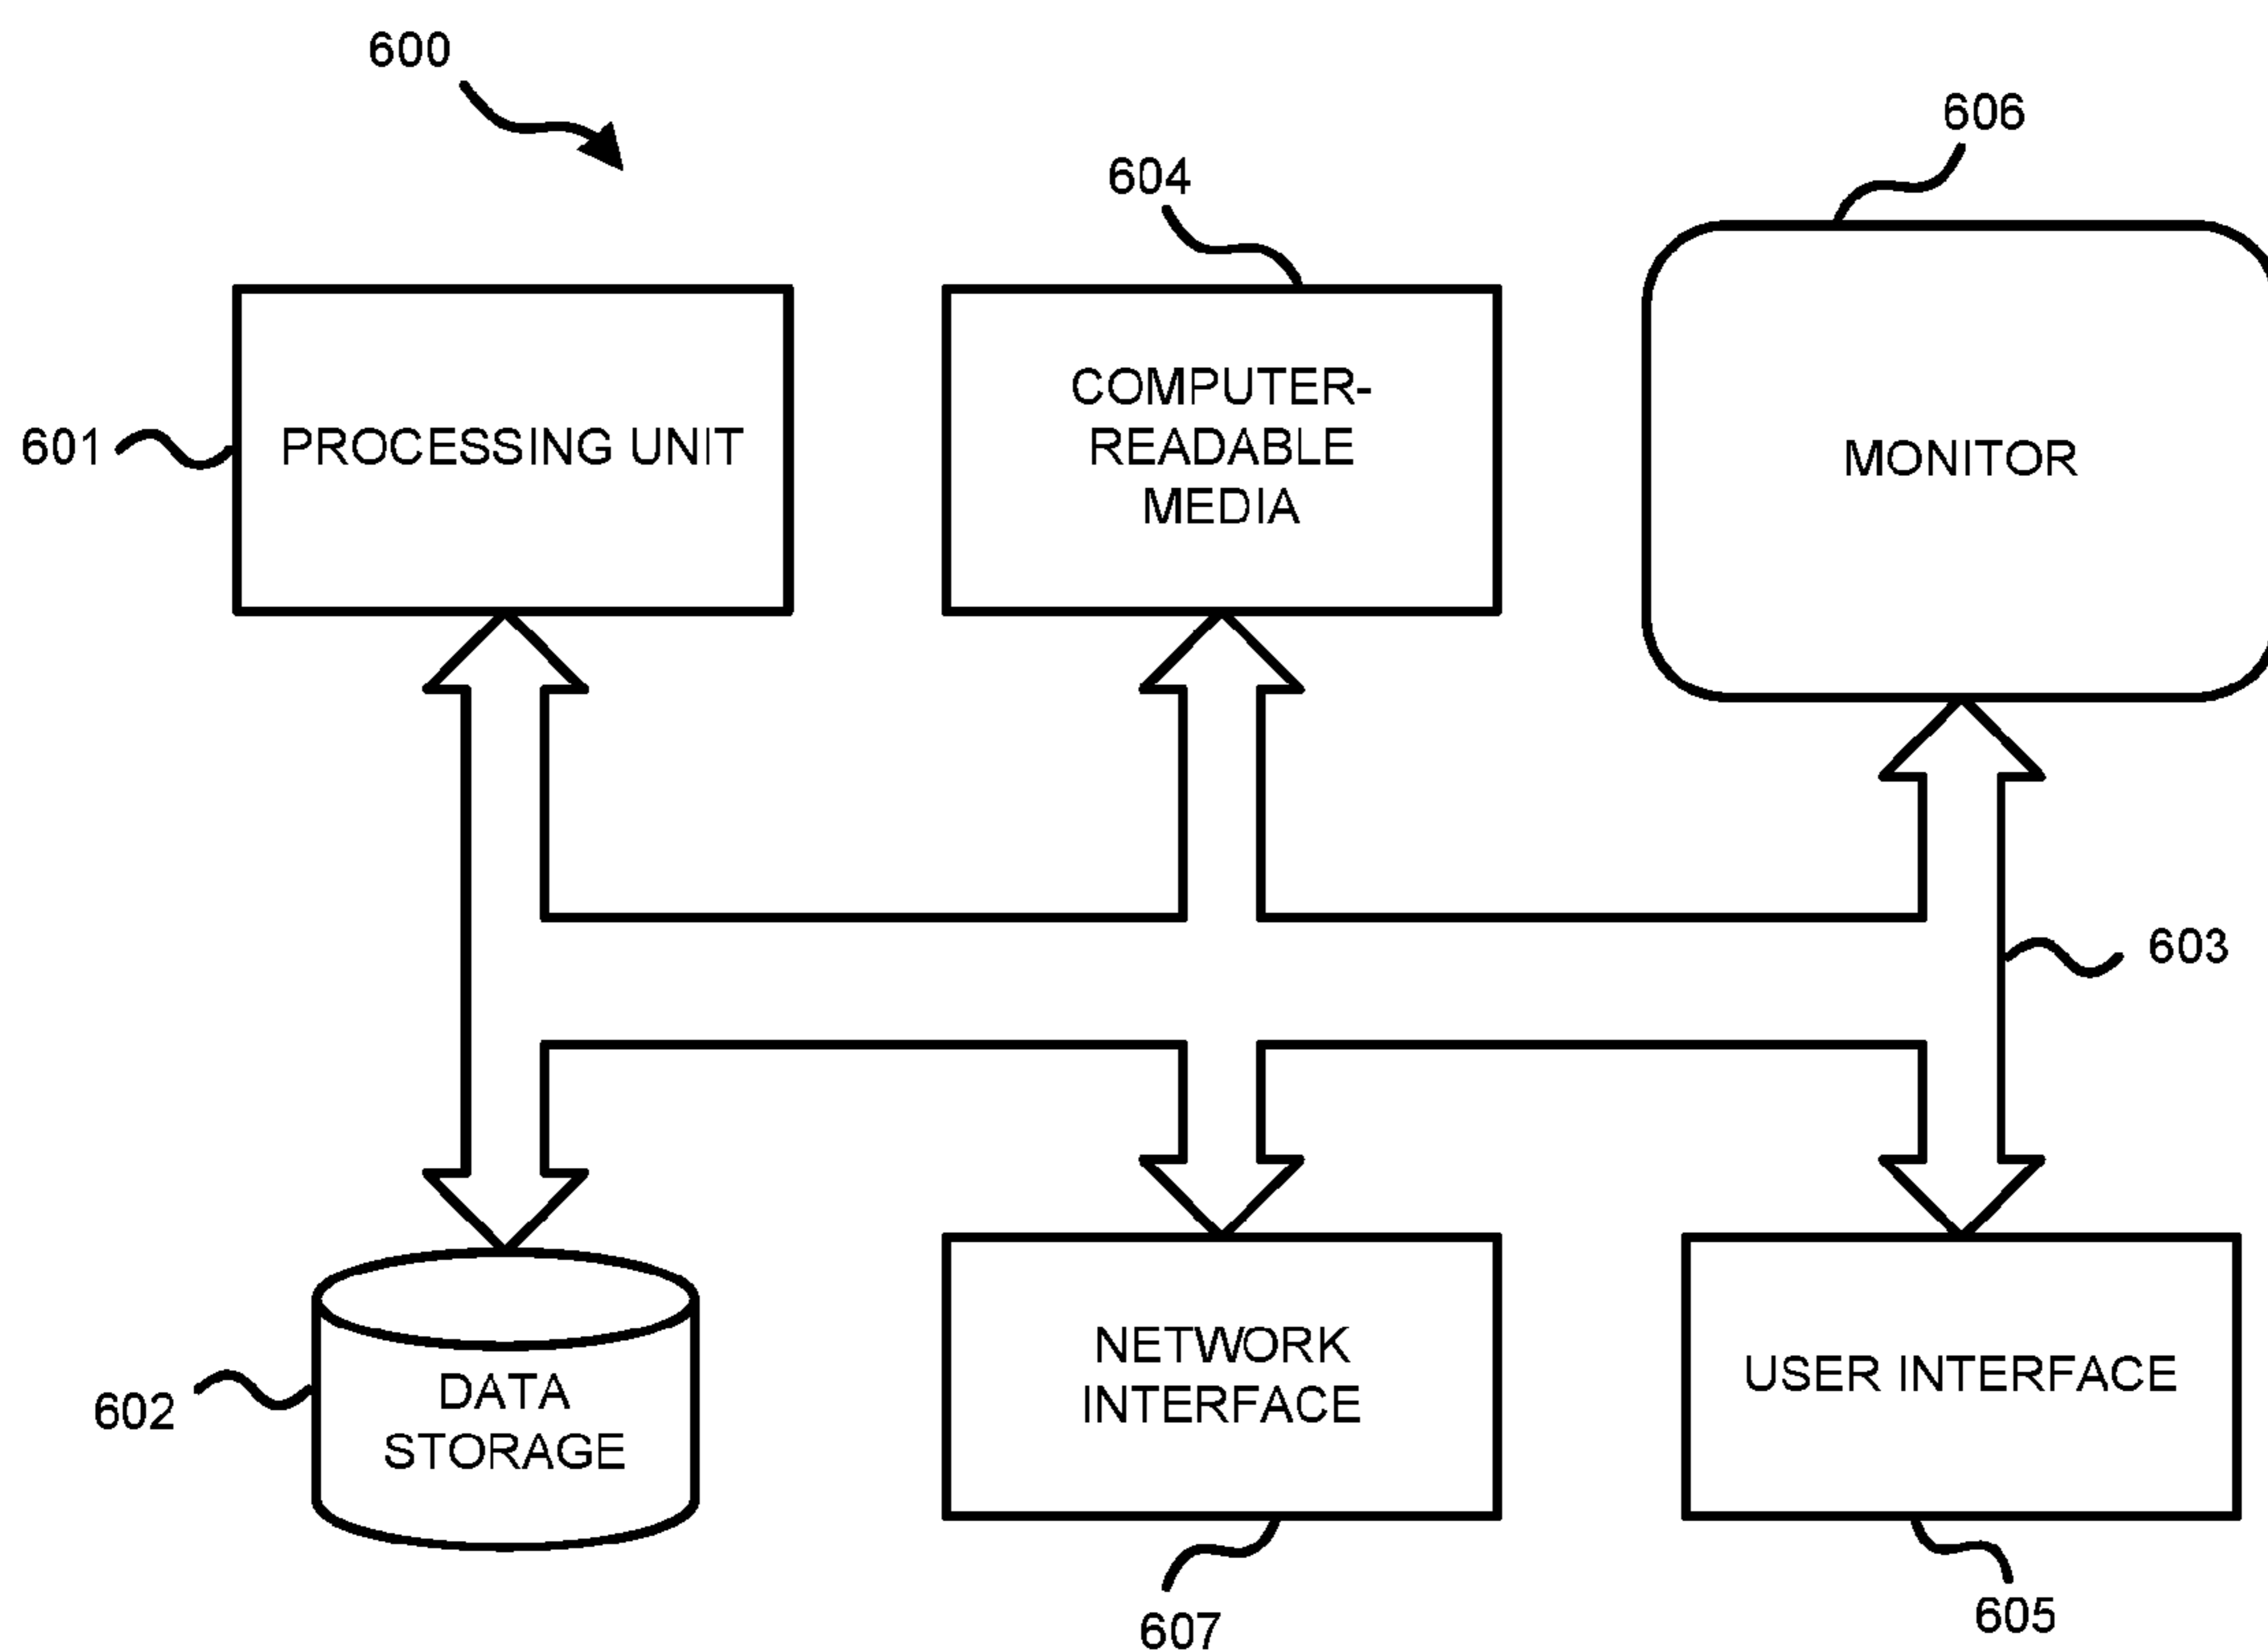 600
606
604
COMPUTER-
READABLE
MEDIA
601
PROCESSING UNIT
MONITOR
603
NETWORK
INTERFACE
USER INTERFACE
602
DATA
STORAGE
607
605